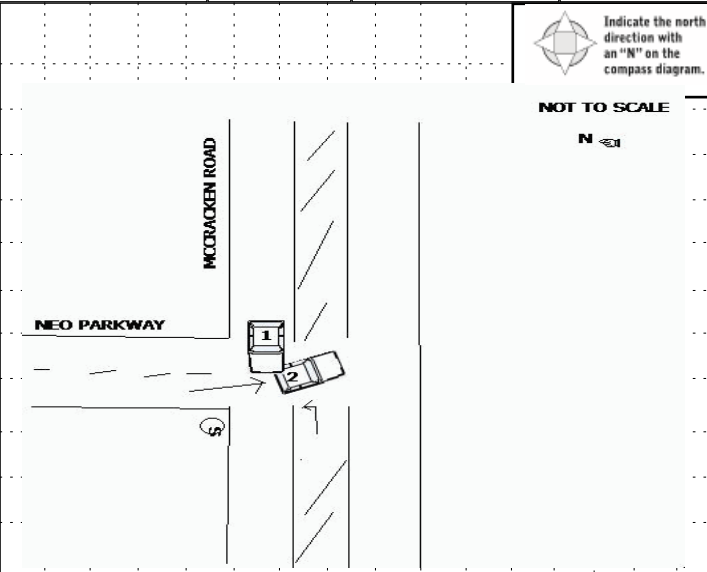 Indicate the north
direction with
an “N” on the
compass diagram.
NOT TO SCALE
N
MCCRACKEN ROAD
NEO PARKWAY
1
2
S